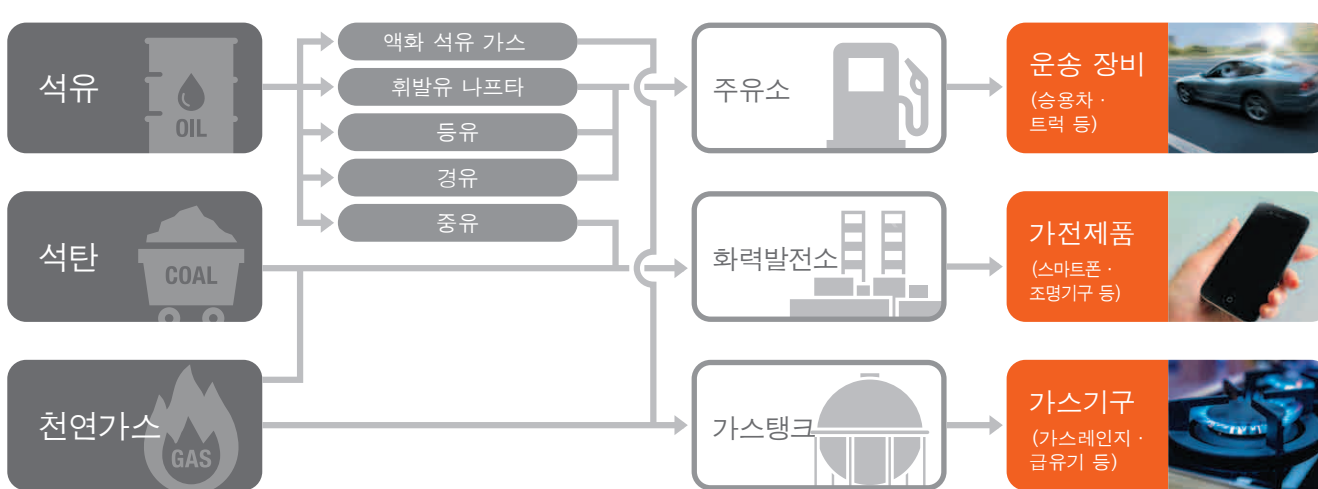 석유
OIL
액화 석유 가스
휘발유 나프타
등유
경유
중유
주유소
운송 장비
(승용차 ·
트럭 등)
석탄
COAL
화력발전소
가전제품
(스마트폰 ·
조명기구 등)
천연가스
GAS
가스탱크
가스기구
(가스레인지 ·
급유기 등)